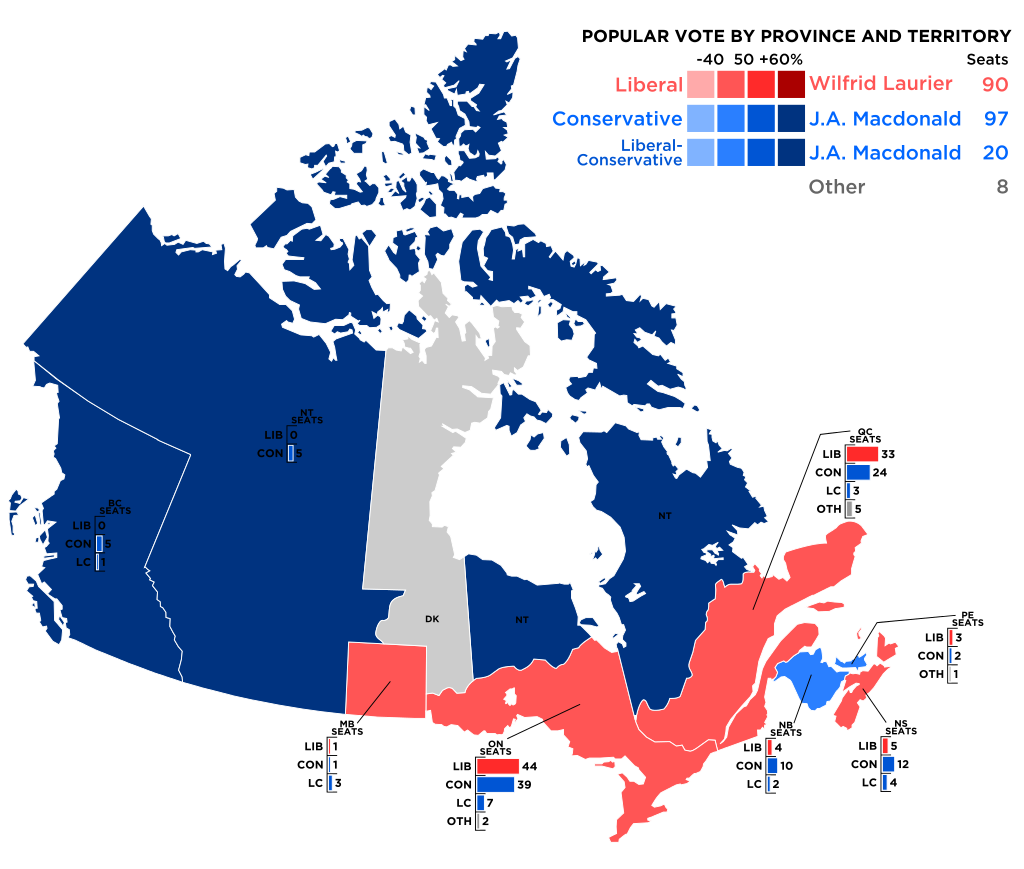 POPULAR VOTE BY PROVINCE AND TERRITORY
-40 50 +60% Seats
Liberal Wilfrid Laurier 90
Conservative J.A. Macdonald 97
Liberal-
Conservative J.A. Macdonald 20
Other 8
NT
SEATS
LIB 0
CON 5
BC
SEATS
LIB 0
CON 5
LC 1
QC
SEATS
LIB 33
CON 24
LC 3
OTH 5
NT
DK
NT
PE
SEATS
LIB 3
CON 2
OTH 1
MB
SEATS
LIB 1
CON 1
LC 3
ON
SEATS
LIB 44
CON 39
LC 7
OTH 2
NB
SEATS
LIB 4
CON 10
LC 2
NS
SEATS
LIB 5
CON 12
LC 4